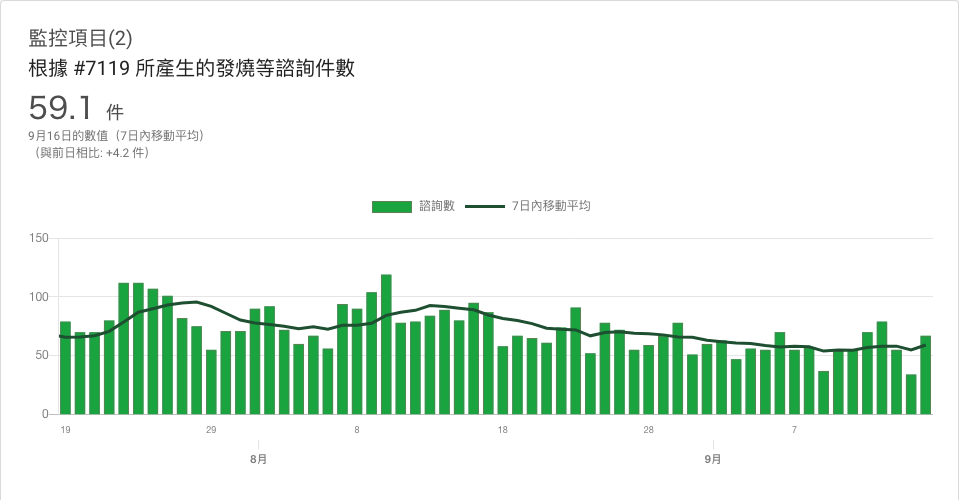 監控項目(2)
根據 #7119 所產生的發燒等諮詢件數
59.1 件
9月16日的數值（7日內移動平均）
（與前日相比: +4.2 件）
諮詢數 7日內移動平均
150
100
50
0
19 29 8 18 28 7
8月 9月